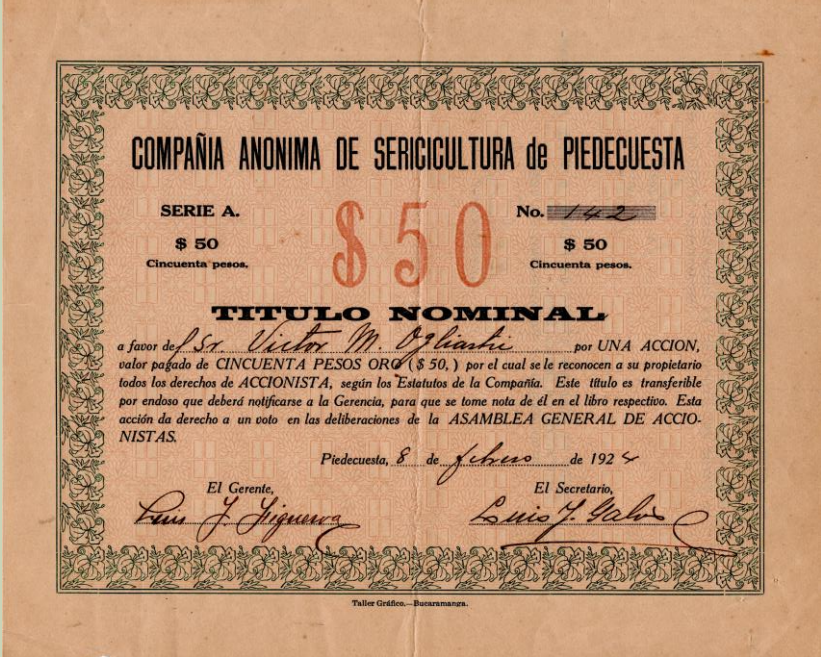 COMPAÑIA ANONIMA DE SERICICULTURA de PIEDECUESTA
SERIE A. $50 No. 142
$ 50 $ 50
Cincuenta pesos. Cincuenta pesos.
TITULO NOMINAL
a favor del Sr Victor M. Ogliastri por UNA ACCION,
valor pagado de CINCUENTA PESOS ORO ($ 50,) por el cual se le reconocen a su propietario
todos los derechos de ACCIONISTA, según los Estatutos de la Compañía. Este título es transferible
por endoso que deberá notificarse a la Gerencia, para que se tome nota de él en el libro respectivo. Esta
acción da derecho a un voto en las deliberaciones de la ASAMBLEA GENERAL DE ACCIO-
NISTAS.
Piedecuesta, 8 de febrero de 1924
El Gerente, El Secretario,
Luis J. Figueroa Luis J. Galvis
Taller Gráfico.—Bucaramanga.